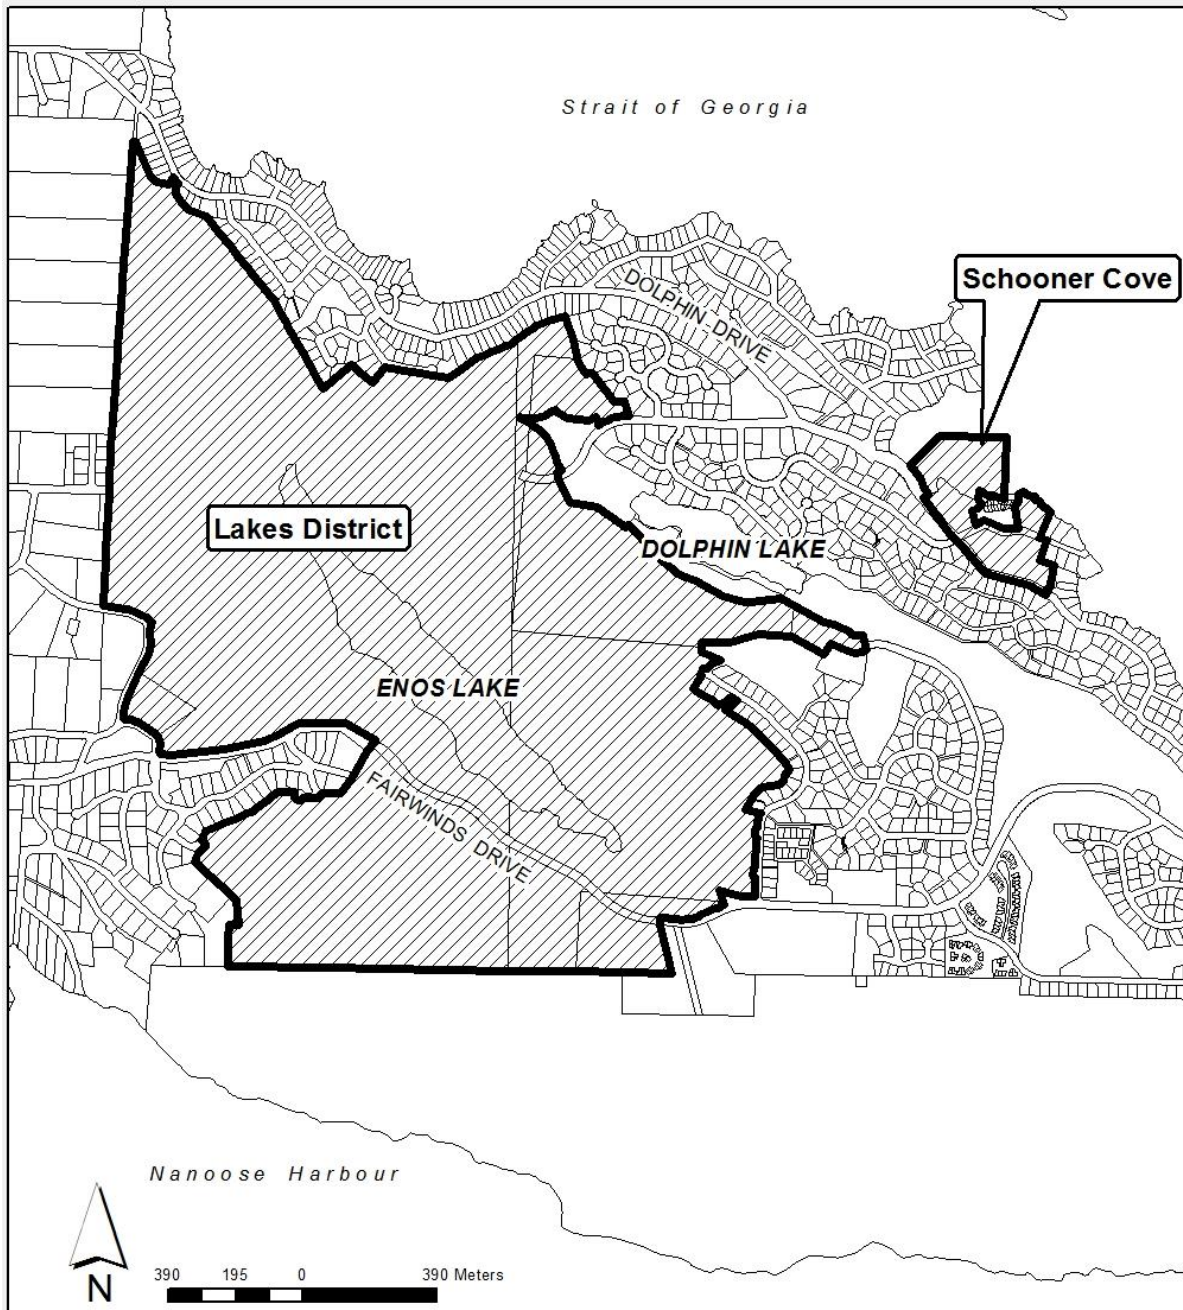 Strait of Georgia
Schooner Cove
DOLPHIN DRIVE
Lakes District
DOLPHIN LAKE
ENOS LAKE
FAIRWINDS DRIVE
Nanoose Harbour
N
390 195 0 390 Meters